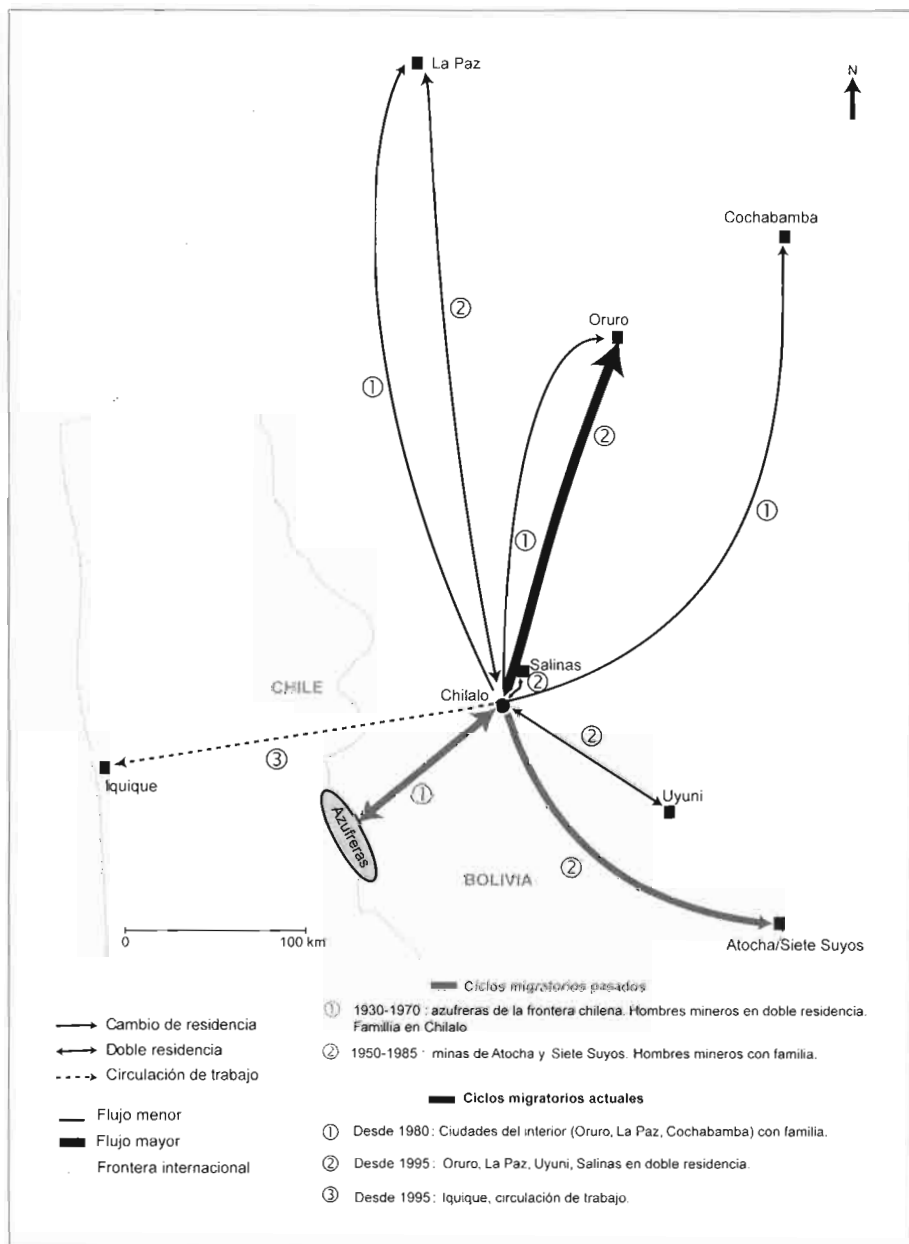 La Paz
N
Cochabamba
②
Oruro
①
②
①
①
Salinas
②
CHILE
Chilalo
②
③
Iquique
①
Uyuni
Azufreras
②
BOLIVIA
0 100 km
Atocha/Siete Suyos
Ciclos migratorios pasados
① 1930-1970 : azufreras de la frontera chilena. Hombres mineros en doble residencia.
Famillia en Chilalo
② 1950-1985 : minas de Atocha y Siete Suyos. Hombres mineros con familia.
Cambio de residencia
Doble residencia
Circulación de trabajo
Flujo menor
Flujo mayor
Frontera internacional
Ciclos migratorios actuales
① Desde 1980 : Ciudades del interior (Oruro, La Paz, Cochabamba) con familia.
② Desde 1995 : Oruro, La Paz, Uyuni, Salinas en doble residencia.
③ Desde 1995 : Iquique, circulación de trabajo.